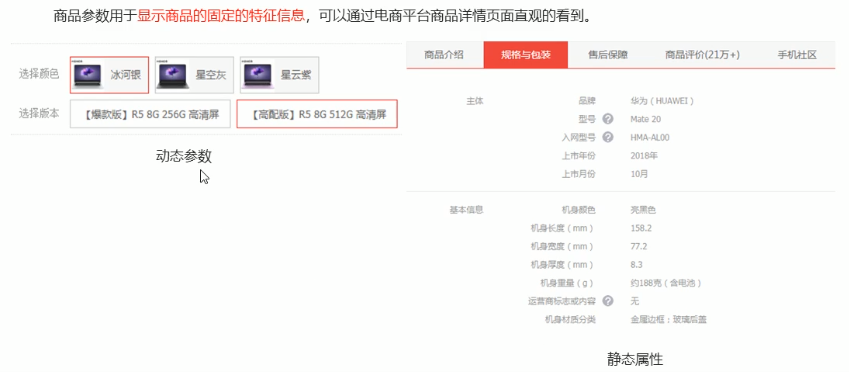 商品参数用于显示商品的固定的特征信息，可以通过电商平台商品详情页面直观的看到。
选择颜色 冰河银 星空灰 星云紫
选择版本 【爆款版】R5 8G 256G 高清屏 【高配版】R5 8G 512G 高清屏
动态参数
商品介绍 规格与包装 售后保障 商品评价(21万+) 手机社区
主体 品牌 华为（HUAWEI）
型号 ? Mate 20
入网型号 ? HMA-AL00
上市年份 2018年
上市月份 10月
基本信息 机身颜色 亮黑色
机身长度（mm） 158.2
机身宽度（mm） 77.2
机身厚度（mm） 8.3
机身重量（g） 约188克（含电池）
运营商标志或内容 ? 无
机身材质分类 金属边框；玻璃后盖
静态属性